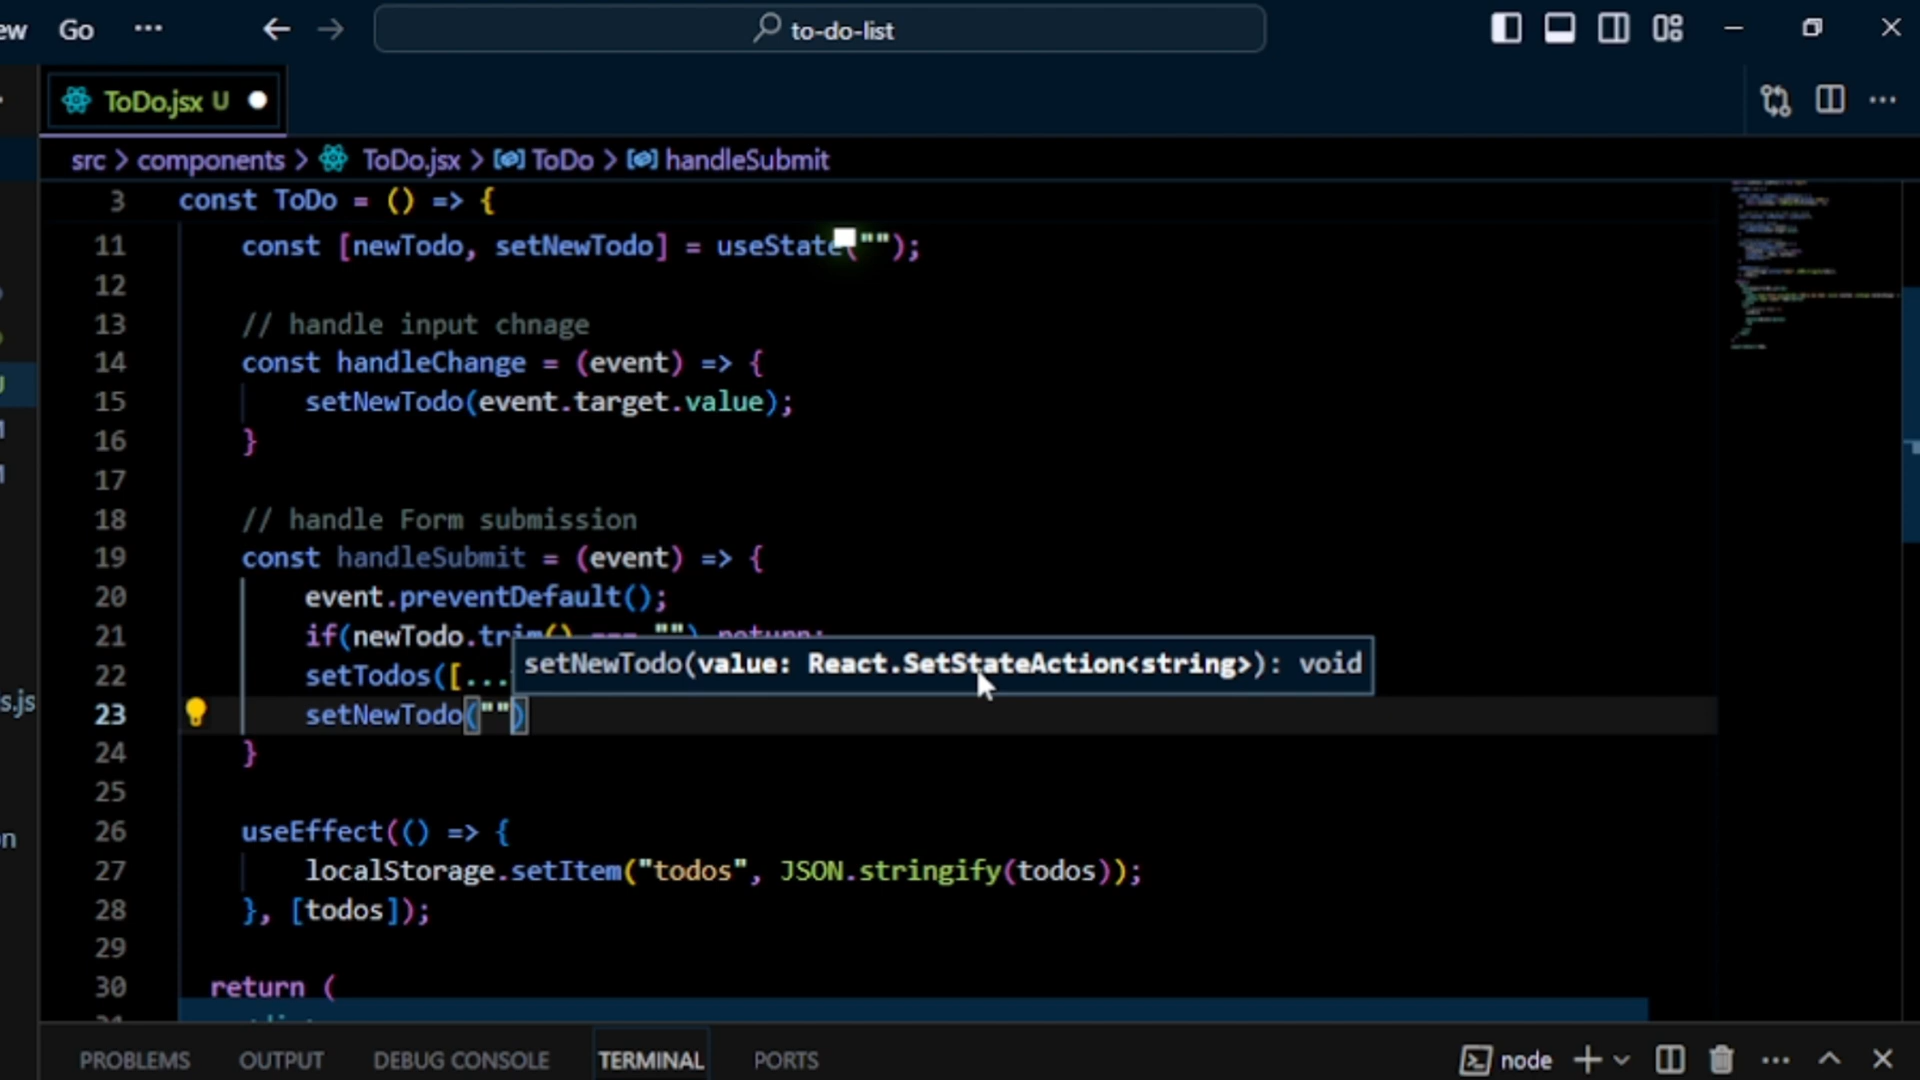 ew Go ··· ← → to-do-list
ToDo.jsx U
src > components > ToDo.jsx > ToDo > handleSubmit
3 const ToDo = () => {
11 const [newTodo, setNewTodo] = useState("");
12
13 // handle input chnage
14 const handleChange = (event) => {
15 setNewTodo(event.target.value);
16 }
17
18 // handle Form submission
19 const handleSubmit = (event) => {
20 event.preventDefault();
21 if(newTodo.trim() === "") return;
setNewTodo(value: React.SetStateAction<string>): void
22 setTodos([...
23 setNewTodo("")
24 }
25
26 useEffect(() => {
27 localStorage.setItem("todos", JSON.stringify(todos));
28 }, [todos]);
29
30 return (
s.js
on
PROBLEMS OUTPUT DEBUG CONSOLE TERMINAL PORTS node